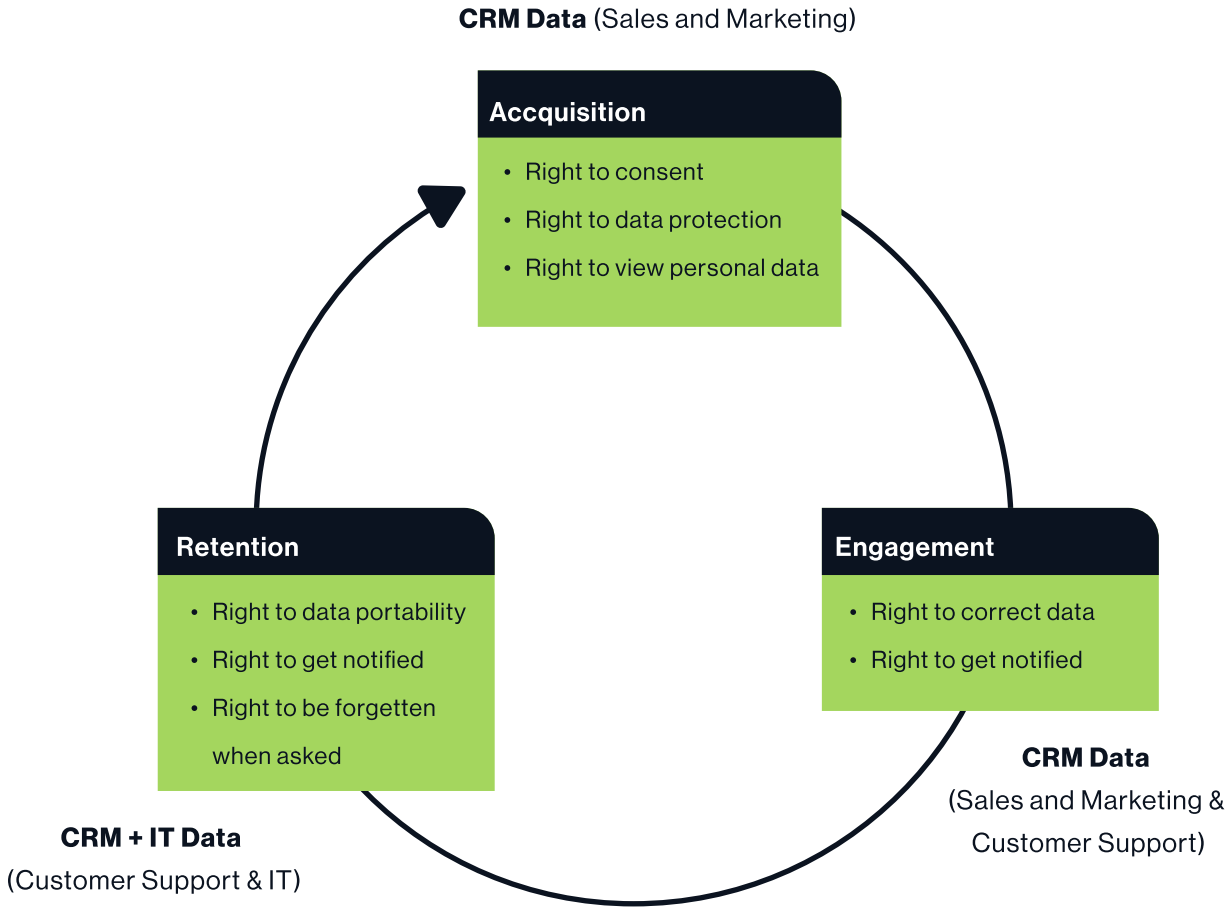 CRM Data (Sales and Marketing)
Accquisition
• Right to consent
• Right to data protection
• Right to view personal data
Retention
• Right to data portability
• Right to get notified
• Right to be forgetten
when asked
CRM + IT Data
(Customer Support & IT)
Engagement
• Right to correct data
• Right to get notified
CRM Data
(Sales and Marketing &
Customer Support)